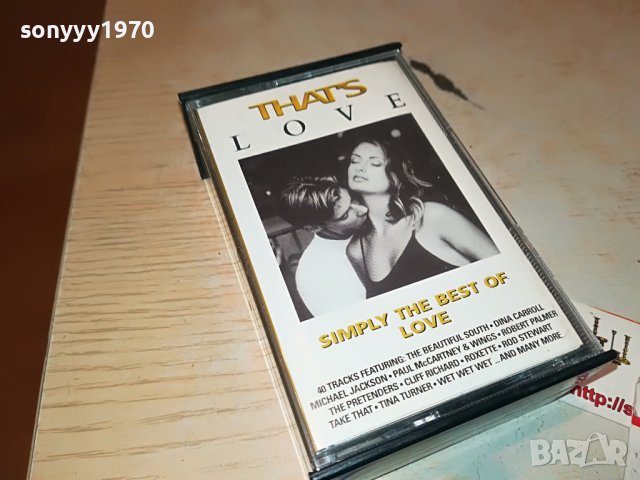 sonyyy1970
THAT'S
LOVE
SIMPLY THE BEST OF
LOVE
40 TRACKS FEATURING: THE BEAUTIFUL SOUTH • DINA CARROLL
MICHAEL JACKSON • PAUL McCARTNEY & WINGS • ROBERT PALMER
THE PRETENDERS • CLIFF RICHARD • ROXETTE • ROD STEWART
TAKE THAT • TINA TURNER • WET WET WET ...AND MANY MORE
http://s
BAZAR
bg